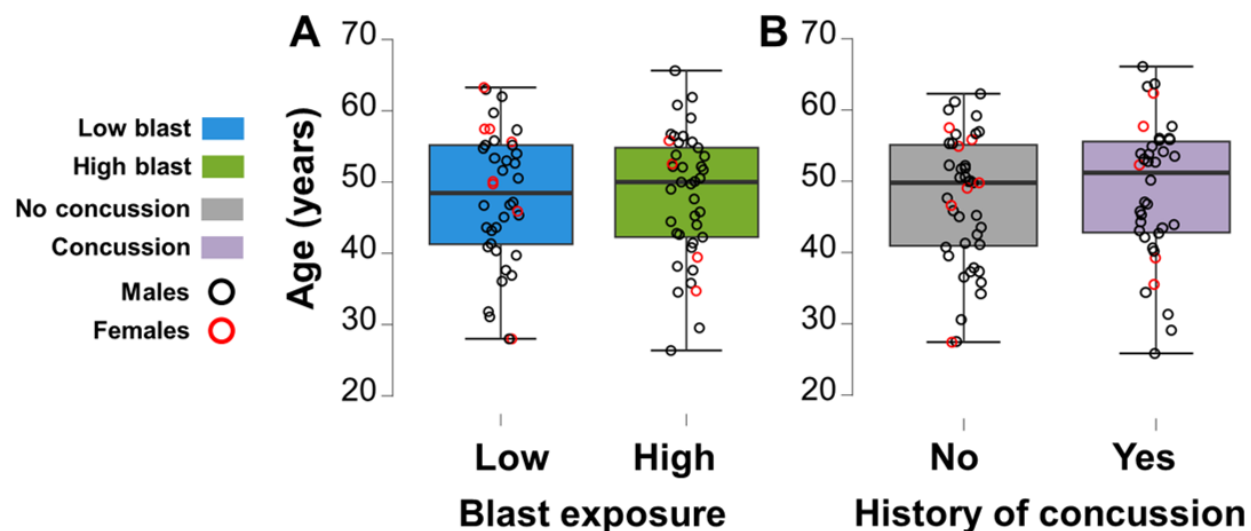 A
B
Low blast
High blast
No concussion
Concussion
Males
Females
Age (years)
70
60
50
40
30
20
70
60
50
40
30
20
Low
High
No
Yes
Blast exposure
History of concussion